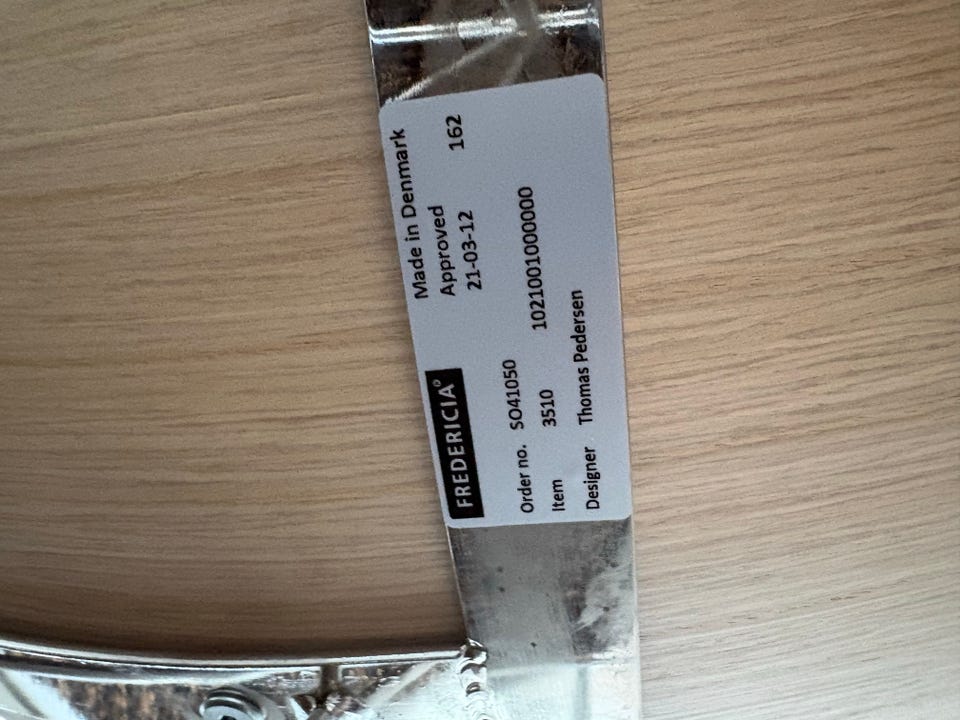 FREDERICIA®
Made in Denmark
Approved
21-03-12 162
Order no. SO41050
Item 3510 1021001000000
Designer Thomas Pedersen